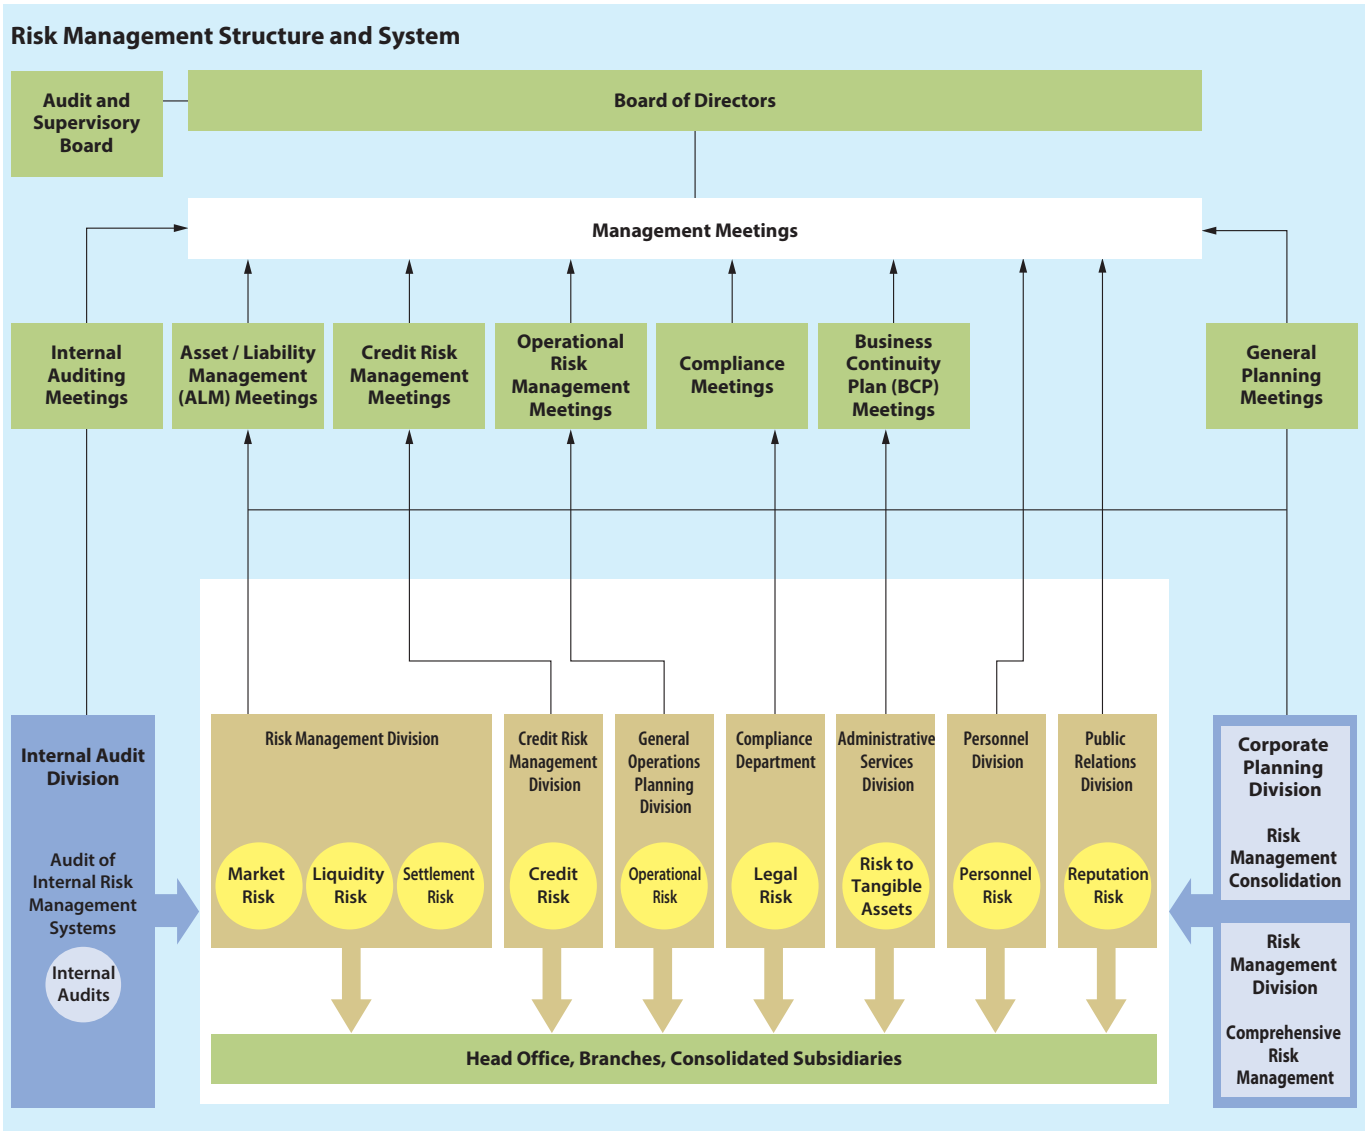 Risk Management Structure and System
Audit and
Supervisory
Board
Board of Directors
Management Meetings
Internal
Auditing
Meetings
Asset / Liability
Management
(ALM) Meetings
Credit Risk
Management
Meetings
Operational
Risk
Management
Meetings
Compliance
Meetings
Business
Continuity
Plan (BCP)
Meetings
General
Planning
Meetings
Internal Audit
Division
Audit of
Internal Risk
Management
Systems
Internal
Audits
Risk Management Division
Market
Risk
Liquidity
Risk
Settlement
Risk
Credit Risk
Management
Division
Credit
Risk
General
Operations
Planning
Division
Operational
Risk
Compliance
Department
Legal
Risk
Administrative
Services
Division
Risk to
Tangible
Assets
Personnel
Division
Personnel
Risk
Public
Relations
Division
Reputation
Risk
Corporate
Planning
Division
Risk
Management
Consolidation
Risk
Management
Division
Comprehensive
Risk
Management
Head Office, Branches, Consolidated Subsidiaries